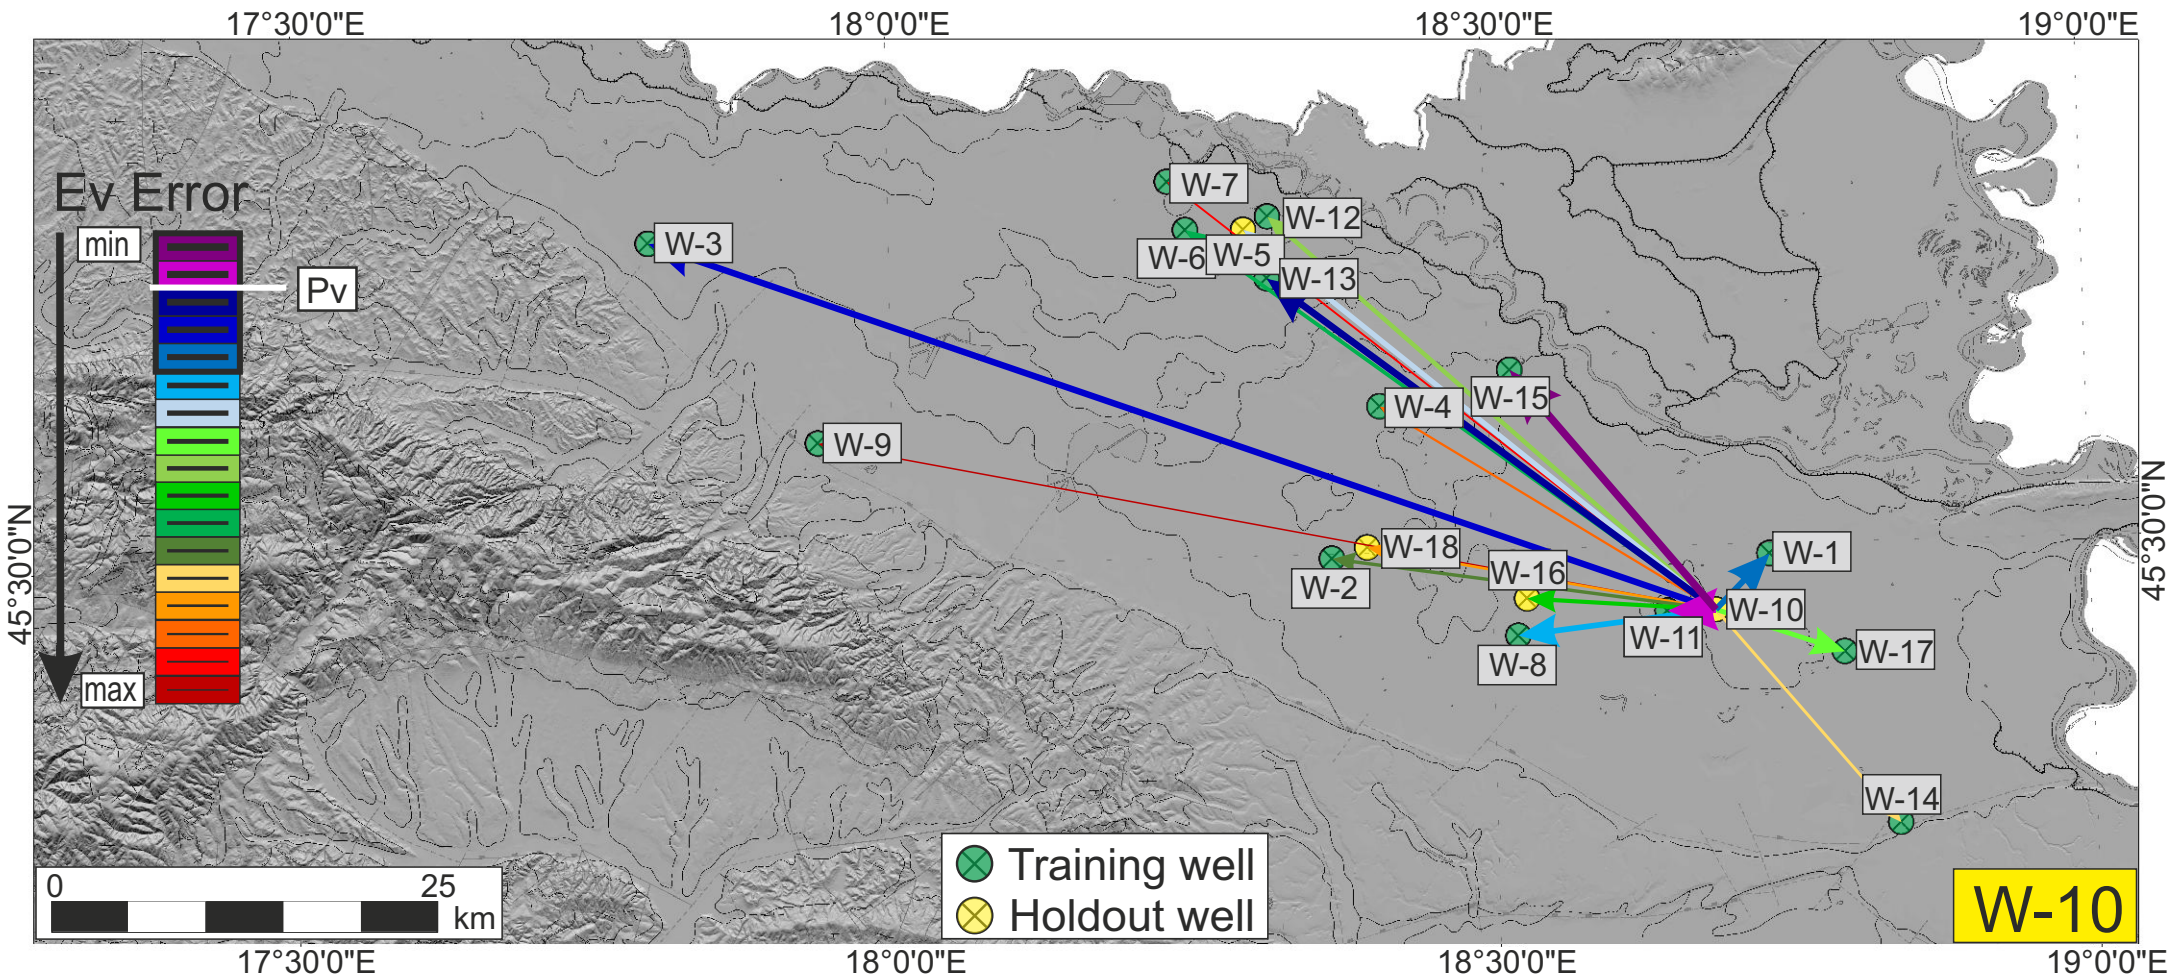 17°30'0"E 18°0'0"E 18°30'0"E 19°0'0"E
Ev Error
min
Pv
max
W-7
W-12
W-3
W-6
W-5
W-13
W-15
W-4
W-9
W-18
W-16
W-1
W-2
W-10
W-11
W-8
W-17
W-14
45°30'0"N
45°30'0"N
0 25
km
Training well
Holdout well
W-10
17°30'0"E 18°0'0"E 18°30'0"E 19°0'0"E